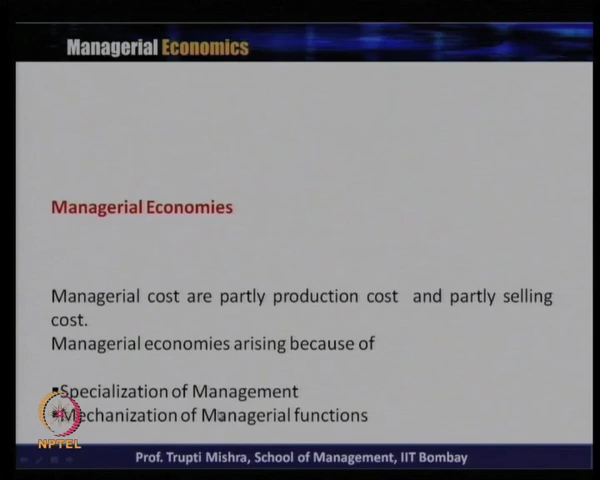 Managerial Economics
Managerial Economies
Managerial cost are partly production cost and partly selling
cost.
Managerial economies arising because of
▪Specialization of Management
▪Mechanization of Managerial functions
NPTEL
Prof. Trupti Mishra, School of Management, IIT Bombay